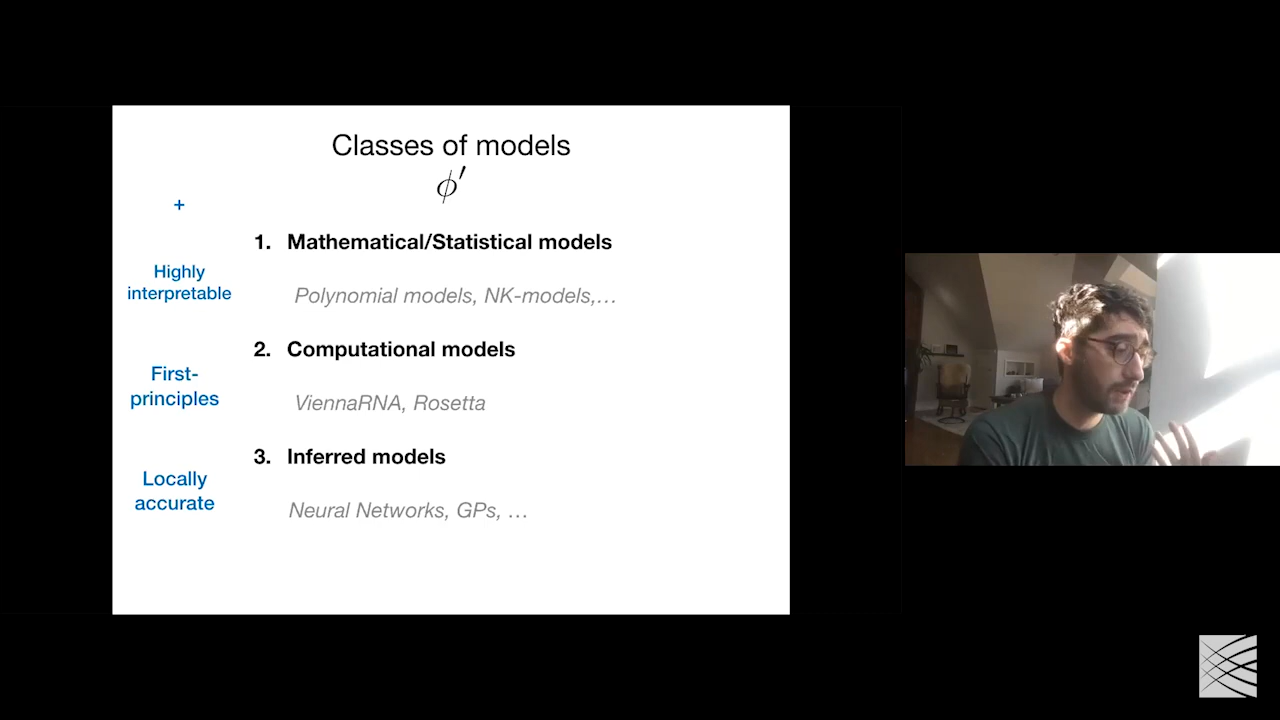 Classes of models
ϕ′
+
1. Mathematical/Statistical models
Highly
interpretable
Polynomial models, NK-models,…
2. Computational models
First-
principles
ViennaRNA, Rosetta
3. Inferred models
Locally
accurate
Neural Networks, GPs, …